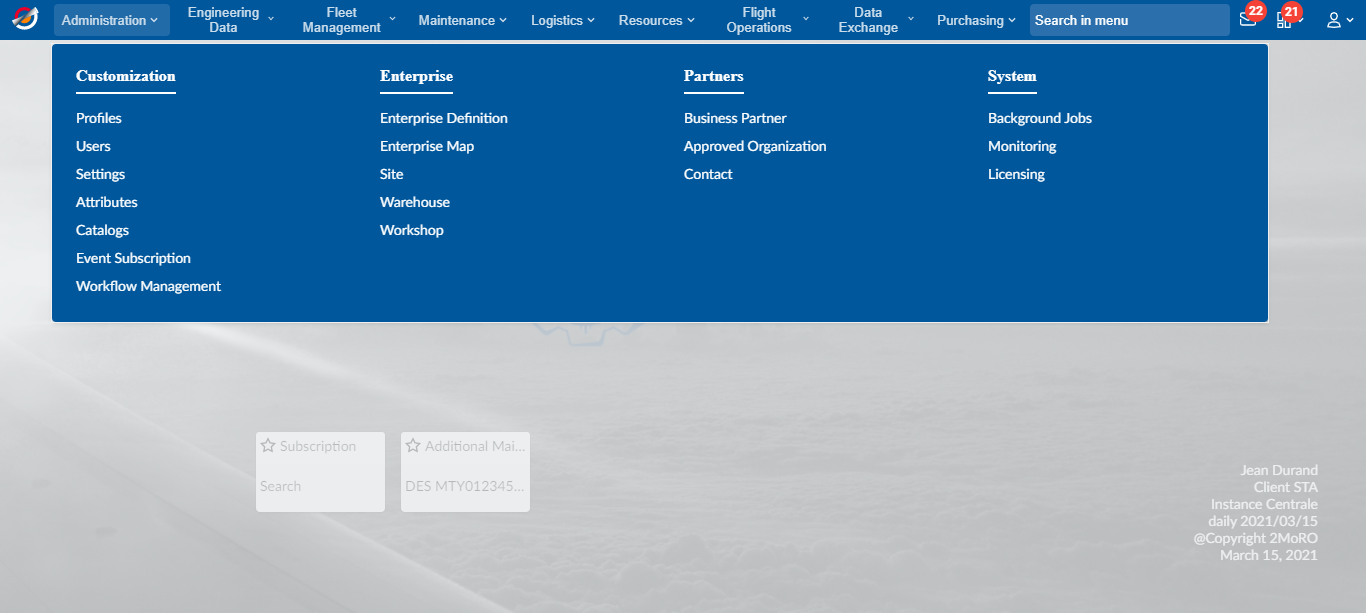 Administration
Engineering
Data
Fleet
Management
Maintenance
Logistics
Resources
Flight
Operations
Data
Exchange
Purchasing
Search in menu
22
21
Customization
Profiles
Users
Settings
Attributes
Catalogs
Event Subscription
Workflow Management
Enterprise
Enterprise Definition
Enterprise Map
Site
Warehouse
Workshop
Partners
Business Partner
Approved Organization
Contact
System
Background Jobs
Monitoring
Licensing
Subscription
Search
Additional Mai...
DES MTY012345...
Jean Durand
Client STA
Instance Centrale
daily 2021/03/15
@Copyright 2MoRO
March 15, 2021